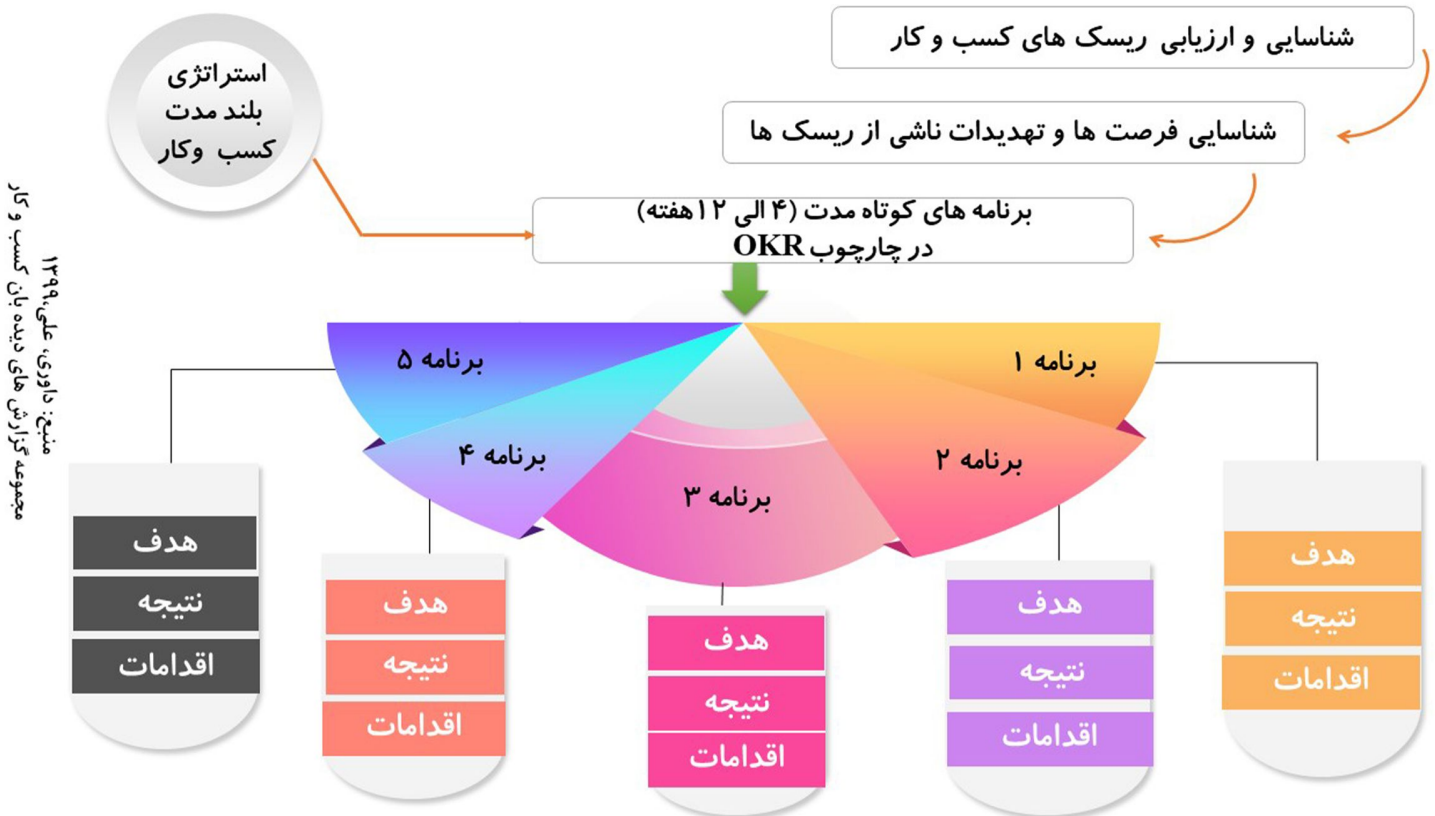 شناسایی و ارزیابی ریسک های کسب و کار
استراتژی
بلند مدت
کسب وکار
شناسایی فرصت ها و تهدیدات ناشی از ریسک ها
برنامه های کوتاه مدت (۴ الی ۱۲هفته)
در چارچوب OKR
برنامه ۱
برنامه ۲
برنامه ۳
برنامه ۴
برنامه ۵
هدف
نتیجه
اقدامات
هدف
نتیجه
اقدامات
هدف
نتیجه
اقدامات
هدف
نتیجه
اقدامات
هدف
نتیجه
اقدامات
منبع: داوری، علی،۱۳۹۹
مجموعه گزارش های دیده بان کسب و کار